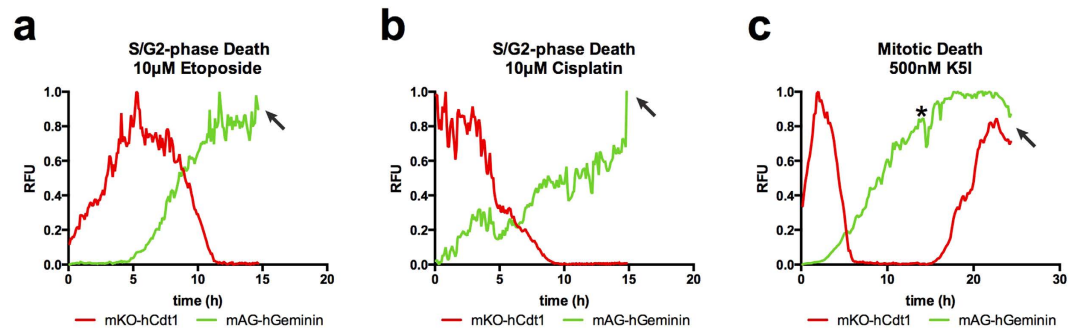 a
S/G2-phase Death
10µM Etoposide
RFU
1.0
0.8
0.6
0.4
0.2
0.0
0 5 10 15 20
time (h)
mKO-hCdt1 mAG-hGeminin
b
S/G2-phase Death
10µM Cisplatin
RFU
1.0
0.8
0.6
0.4
0.2
0.0
0 5 10 15 20
time (h)
mKO-hCdt1 mAG-hGeminin
c
Mitotic Death
500nM K5I
RFU
1.0
0.8
0.6
0.4
0.2
0.0
*
0 10 20 30
time (h)
mKO-hCdt1 mAG-hGeminin